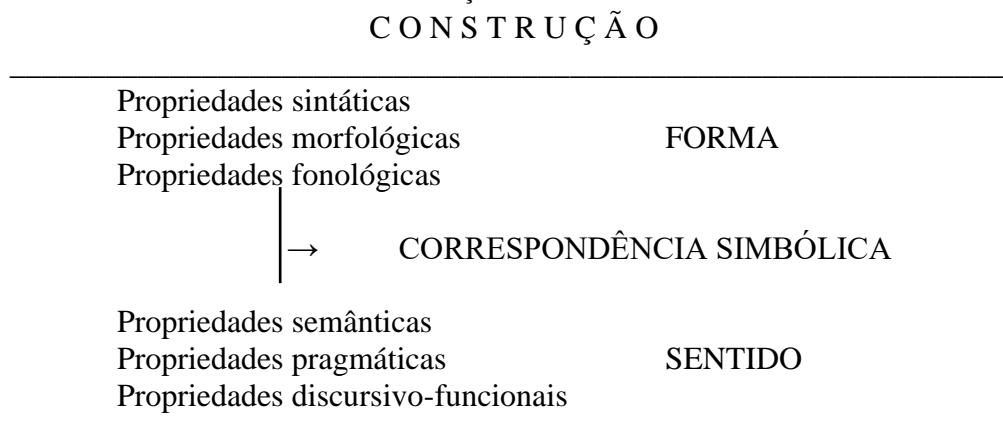 C O N S T R U Ç Ã O
Propriedades sintáticas
Propriedades morfológicas FORMA
Propriedades fonológicas
→ CORRESPONDÊNCIA SIMBÓLICA
Propriedades semânticas
Propriedades pragmáticas SENTIDO
Propriedades discursivo-funcionais